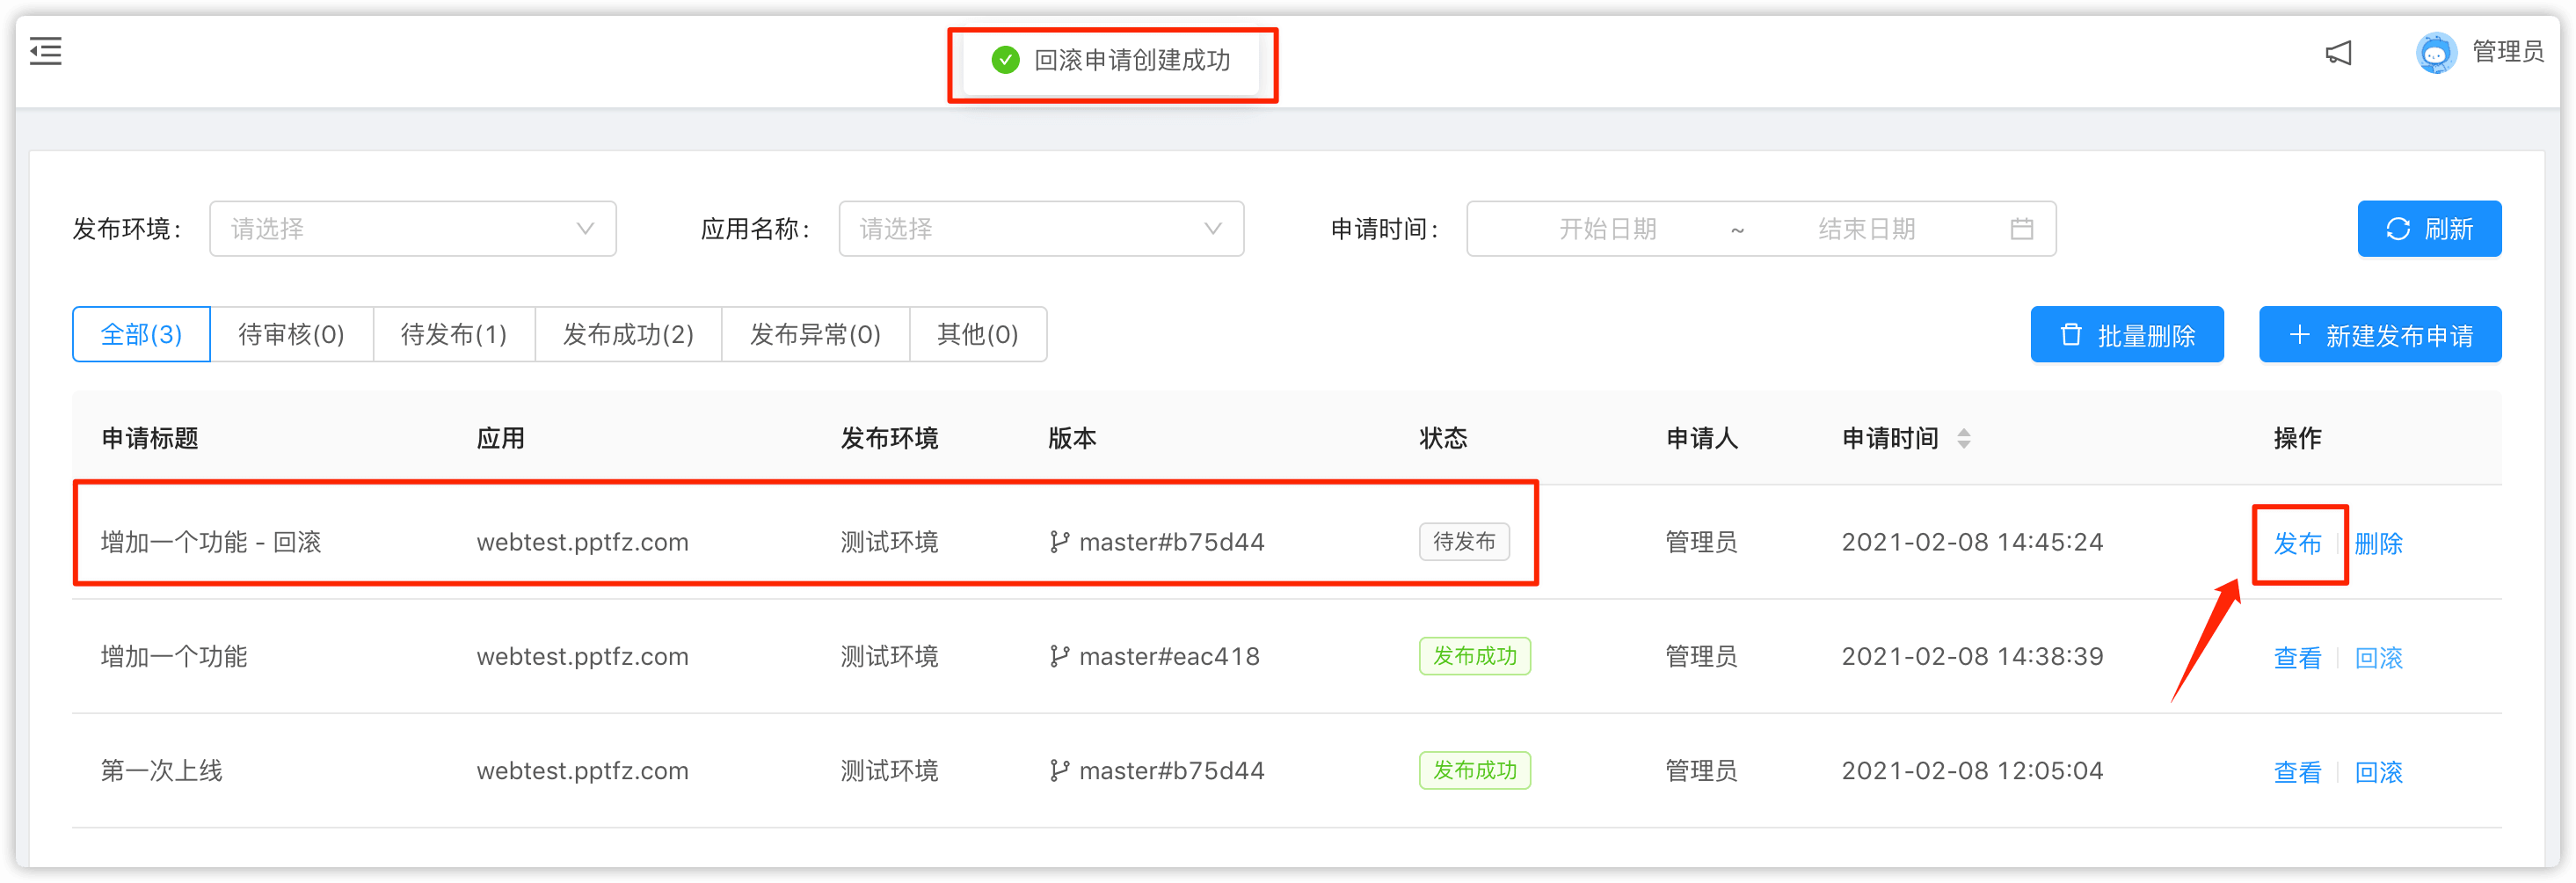 回滚申请创建成功
管理员
发布环境： 请选择 应用名称： 请选择 申请时间： 开始日期 ~ 结束日期 刷新
全部(3) 待审核(0) 待发布(1) 发布成功(2) 发布异常(0) 其他(0) 批量删除 新建发布申请
申请标题 应用 发布环境 版本 状态 申请人 申请时间 操作
增加一个功能 - 回滚 webtest.pptfz.com 测试环境 master#b75d44 待发布 管理员 2021-02-08 14:45:24 发布 删除
增加一个功能 webtest.pptfz.com 测试环境 master#eac418 发布成功 管理员 2021-02-08 14:38:39 查看 回滚
第一次上线 webtest.pptfz.com 测试环境 master#b75d44 发布成功 管理员 2021-02-08 12:05:04 查看 回滚